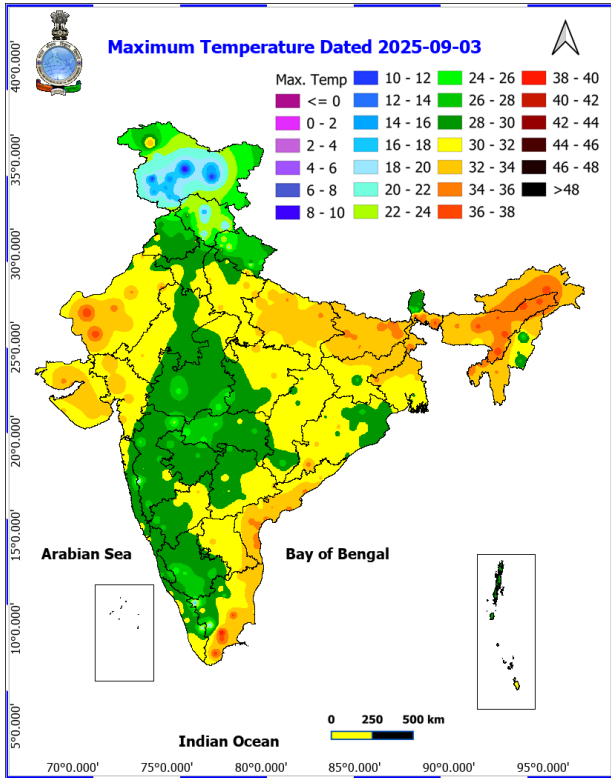 Maximum Temperature Dated 2025-09-03
Max. Temp
<= 0
0 - 2
2 - 4
4 - 6
6 - 8
8 - 10
10 - 12
12 - 14
14 - 16
16 - 18
18 - 20
20 - 22
22 - 24
24 - 26
26 - 28
28 - 30
30 - 32
32 - 34
34 - 36
36 - 38
38 - 40
40 - 42
42 - 44
44 - 46
46 - 48
>48
40°0.000'
35°0.000'
30°0.000'
25°0.000'
20°0.000'
15°0.000'
10°0.000'
5°0.000'
Arabian Sea
Bay of Bengal
Indian Ocean
0 250 500 km
70°0.000' 75°0.000' 80°0.000' 85°0.000' 90°0.000' 95°0.000'